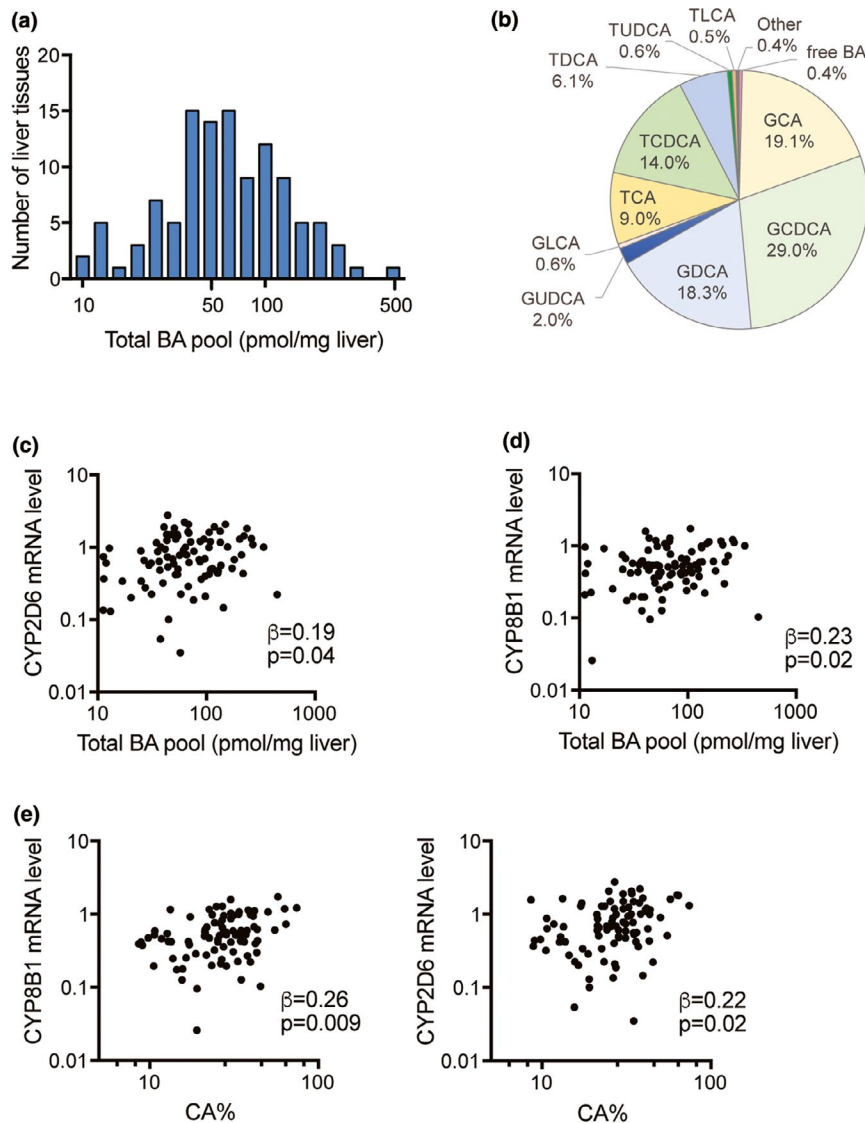 (a)
20
15
10
5
0
Number of liver tissues
10
50
100
500
Total BA pool (pmol/mg liver)
(b)
TLCA
0.5%
TUDCA
0.6%
Other
0.4%
free BA
0.4%
TDCA
6.1%
GCA
19.1%
TCDCA
14.0%
TCA
9.0%
GCDCA
29.0%
GLCA
0.6%
GDCA
18.3%
GUDCA
2.0%
(c)
10
1
0.1
0.01
CYP2D6 mRNA level
β=0.19
p=0.04
10
100
1000
Total BA pool (pmol/mg liver)
(d)
10
1
0.1
0.01
CYP8B1 mRNA level
β=0.23
p=0.02
10
100
1000
Total BA pool (pmol/mg liver)
(e)
10
1
0.1
0.01
CYP8B1 mRNA level
β=0.26
p=0.009
10
100
CA%
10
1
0.1
0.01
CYP2D6 mRNA level
β=0.22
p=0.02
10
100
CA%